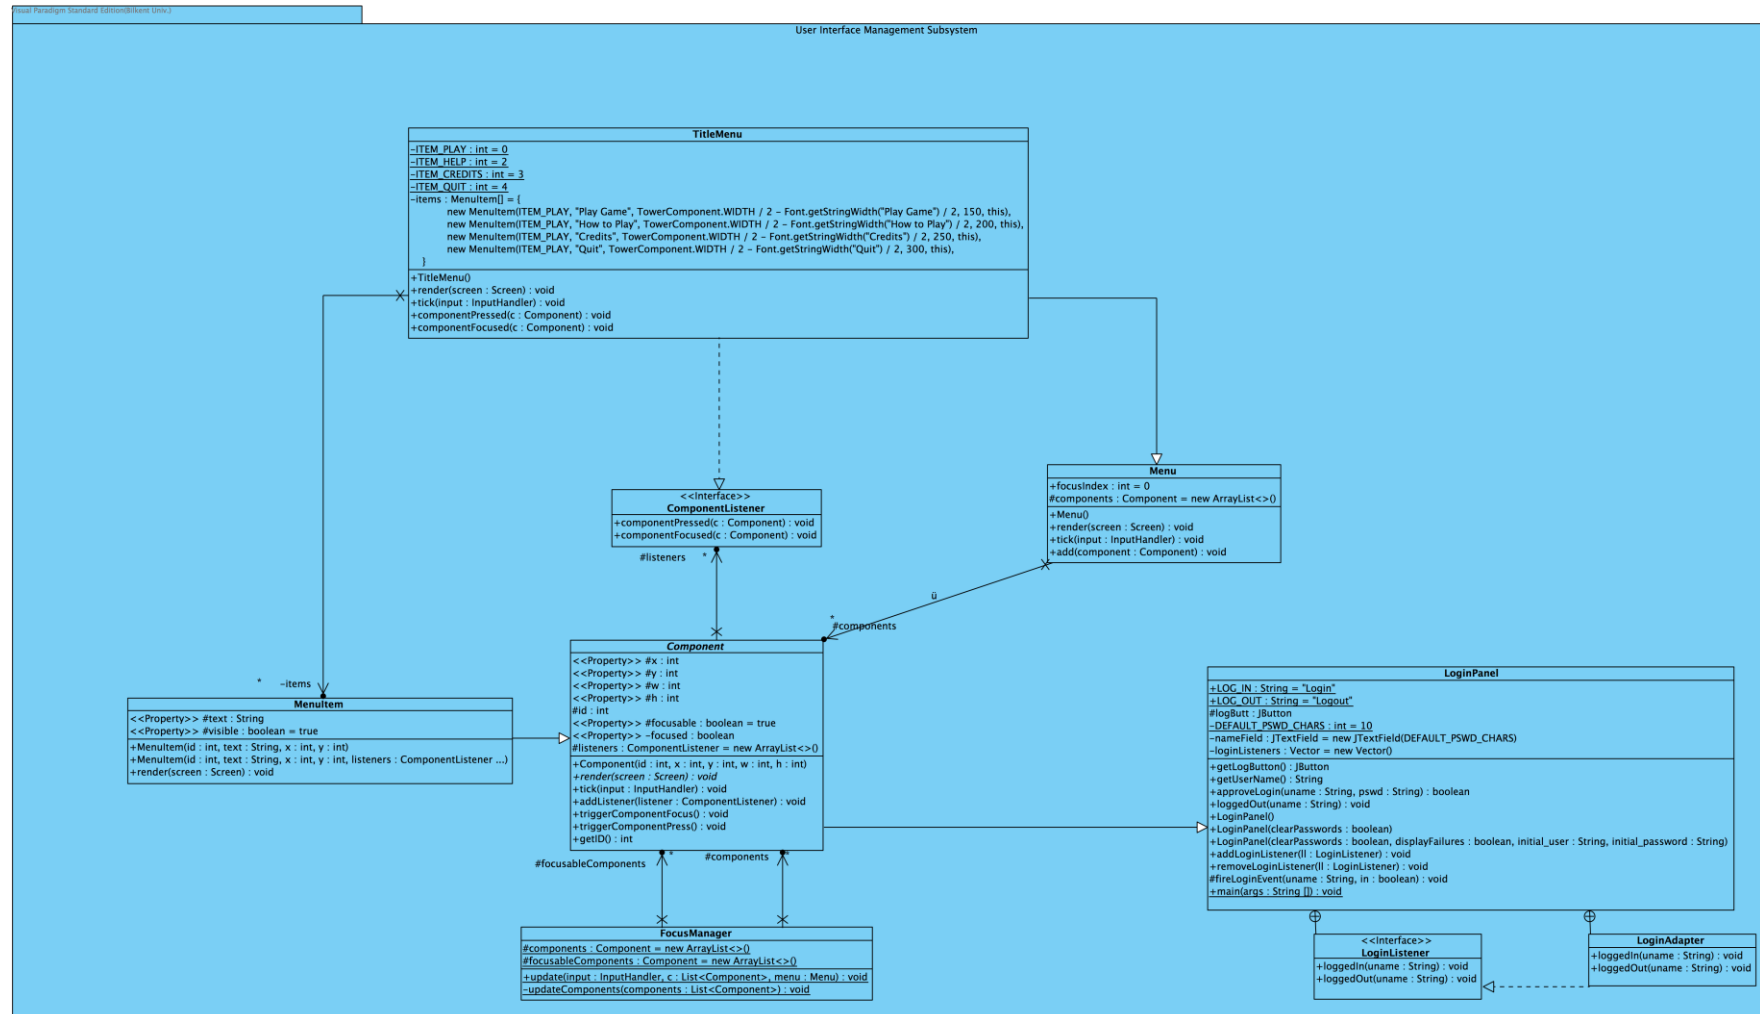 Visual Paradigm Standard Edition(Bilkent Univ.)
User Interface Management Subsystem
TitleMenu
-ITEM_PLAY : int = 0
-ITEM_HELP : int = 2
-ITEM_CREDITS : int = 3
-ITEM_QUIT : int = 4
-items : MenuItem[] = {
new MenuItem(ITEM_PLAY, "Play Game", TowerComponent.WIDTH / 2 - Font.getStringWidth("Play Game") / 2, 150, this),
new MenuItem(ITEM_PLAY, "How to Play", TowerComponent.WIDTH / 2 - Font.getStringWidth("How to Play") / 2, 200, this),
new MenuItem(ITEM_PLAY, "Credits", TowerComponent.WIDTH / 2 - Font.getStringWidth("Credits") / 2, 250, this),
new MenuItem(ITEM_PLAY, "Quit", TowerComponent.WIDTH / 2 - Font.getStringWidth("Quit") / 2, 300, this),
}
+TitleMenu()
+render(screen : Screen) : void
+tick(input : InputHandler) : void
+componentPressed(c : Component) : void
+componentFocused(c : Component) : void
<<Interface>>
ComponentListener
+componentPressed(c : Component) : void
+componentFocused(c : Component) : void
#listeners
*
Menu
+focusIndex : int = 0
#components : Component = new ArrayList<>()
+Menu()
+render(screen : Screen) : void
+tick(input : InputHandler) : void
+add(component : Component) : void
ü
*
#components
*
-items
MenuItem
<<Property>> #text : String
<<Property>> #visible : boolean = true
+MenuItem(id : int, text : String, x : int, y : int)
+MenuItem(id : int, text : String, x : int, y : int, listeners : ComponentListener ...)
+render(screen : Screen) : void
Component
<<Property>> #x : int
<<Property>> #y : int
<<Property>> #w : int
<<Property>> #h : int
#id : int
<<Property>> #focusable : boolean = true
<<Property>> -focused : boolean
#listeners : ComponentListener = new ArrayList<>()
+Component(id : int, x : int, y : int, w : int, h : int)
+render(screen : Screen) : void
+tick(input : InputHandler) : void
+addListener(listener : ComponentListener) : void
+triggerComponentFocus() : void
+triggerComponentPress() : void
+getID() : int
#focusableComponents
*
#components
*
FocusManager
#components : Component = new ArrayList<>()
#focusableComponents : Component = new ArrayList<>()
+update(input : InputHandler, c : List<Component>, menu : Menu) : void
-updateComponents(components : List<Component>) : void
LoginPanel
+LOG_IN : String = "Login"
+LOG_OUT : String = "Logout"
#logButt : JButton
-DEFAULT_PSWD_CHARS : int = 10
-nameField : JTextField = new JTextField(DEFAULT_PSWD_CHARS)
-loginListeners : Vector = new Vector()
+getLogButton() : JButton
+getUserName() : String
+approveLogin(uname : String, pswd : String) : boolean
+loggedOut(uname : String) : void
+LoginPanel()
+LoginPanel(clearPasswords : boolean)
+LoginPanel(clearPasswords : boolean, displayFailures : boolean, initial_user : String, initial_password : String)
+addLoginListener(ll : LoginListener) : void
+removeLoginListener(ll : LoginListener) : void
#fireLoginEvent(uname : String, in : boolean) : void
+main(args : String []) : void
<<Interface>>
LoginListener
+loggedIn(uname : String) : void
+loggedOut(uname : String) : void
LoginAdapter
+loggedIn(uname : String) : void
+loggedOut(uname : String) : void